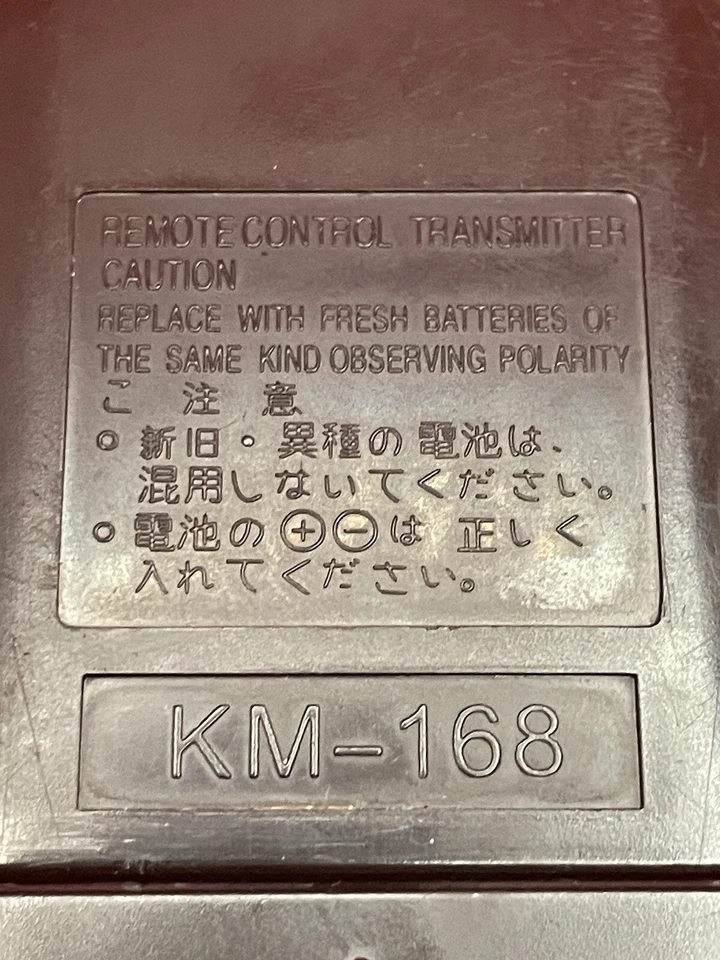 REMOTE CONTROL TRANSMITTER
CAUTION
REPLACE WITH FRESH BATTERIES OF
THE SAME KIND OBSERVING POLARITY
ご注意
○ 新旧・異種の電池は、
混用しないてください。
○ 電池の⊕⊖は正しく
入れてください。
KM-168